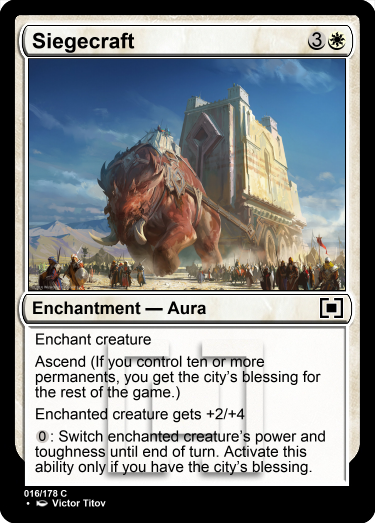 Siegecraft
3
Enchantment — Aura
Enchant creature
Ascend (If you control ten or more
permanents, you get the city's blessing for
the rest of the game.)
Enchanted creature gets +2/+4
0: Switch enchanted creature's power and
toughness until end of turn. Activate this
ability only if you have the city's blessing.
016/178 C
• Victor Titov